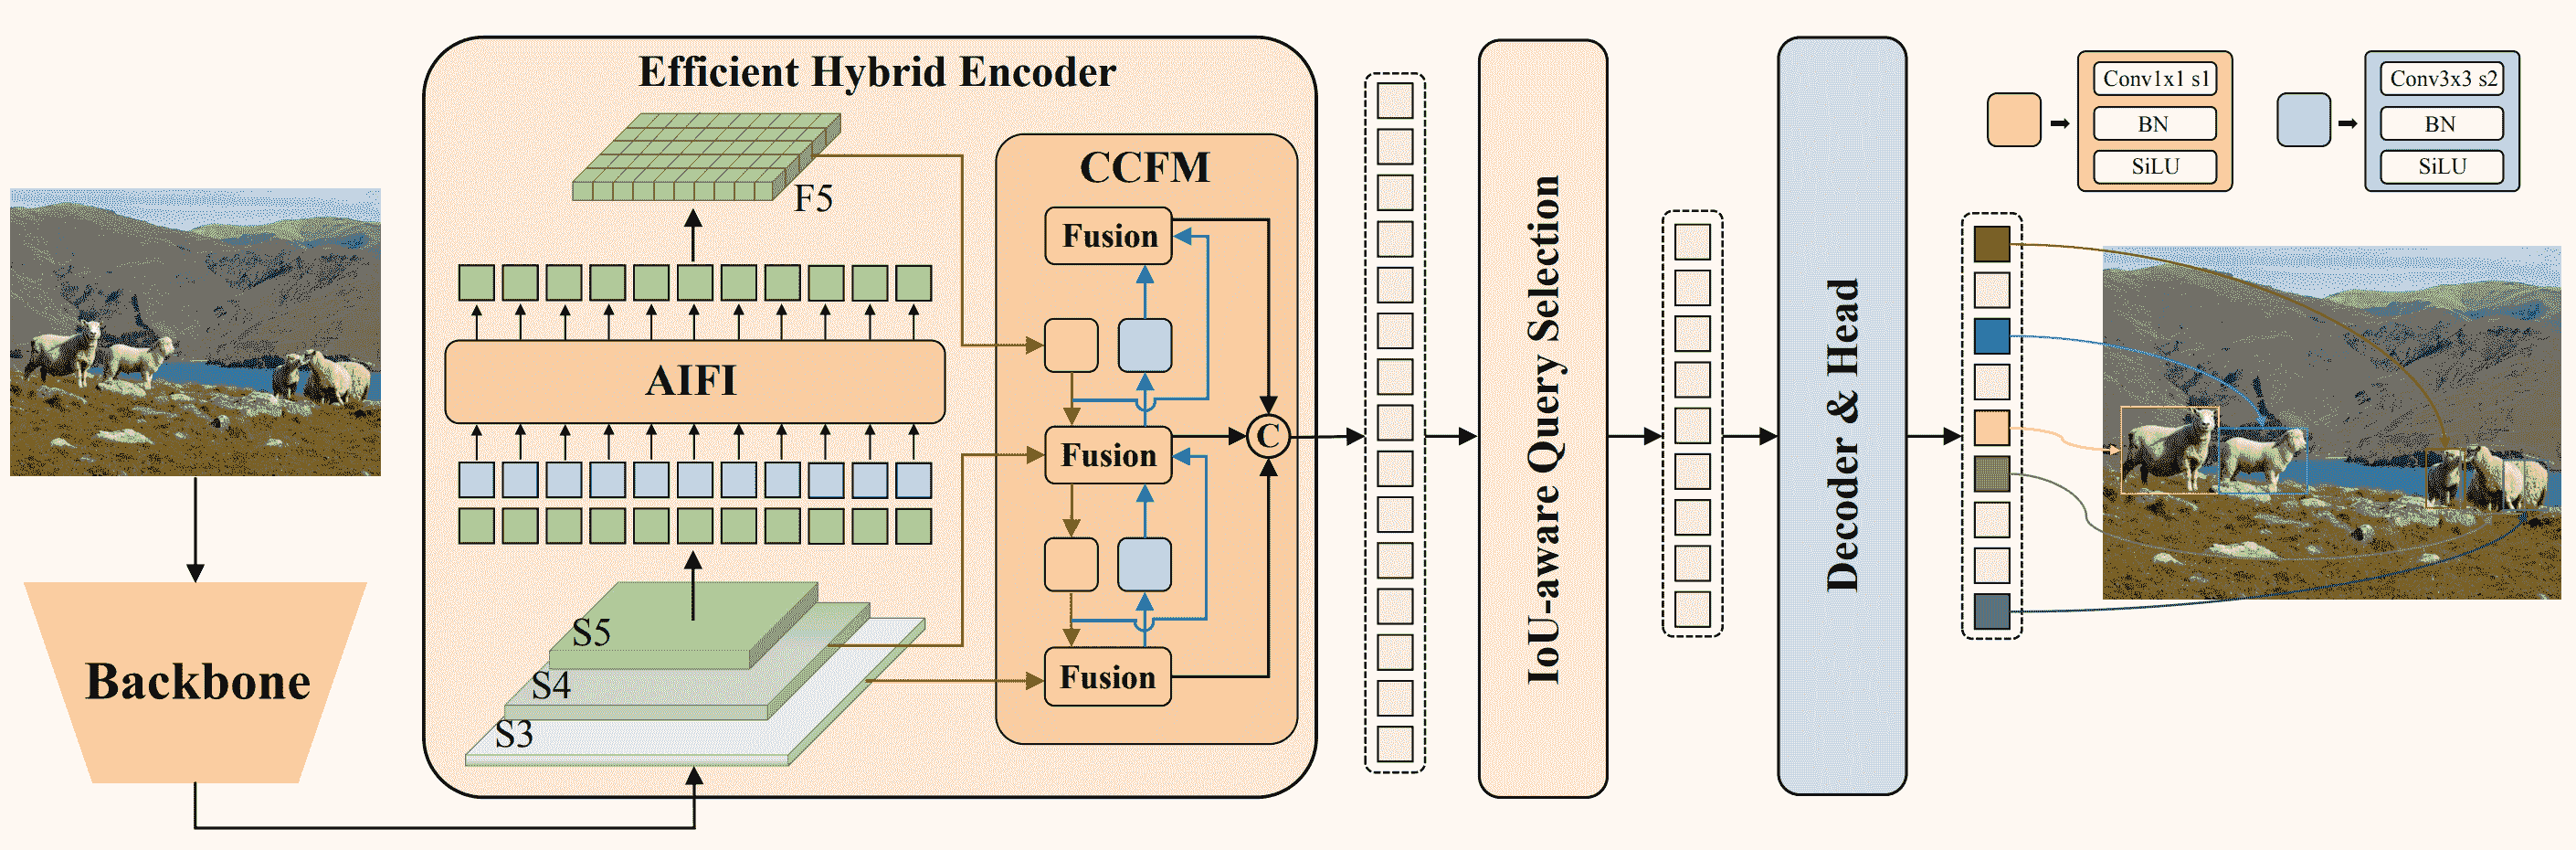 Efficient Hybrid Encoder
CCFM
F5
Fusion
AIFI
Fusion
C
S5
S4
S3
Fusion
Backbone
IoU-aware Query Selection
Decoder & Head
Conv1x1 s1
BN
SiLU
Conv3x3 s2
BN
SiLU